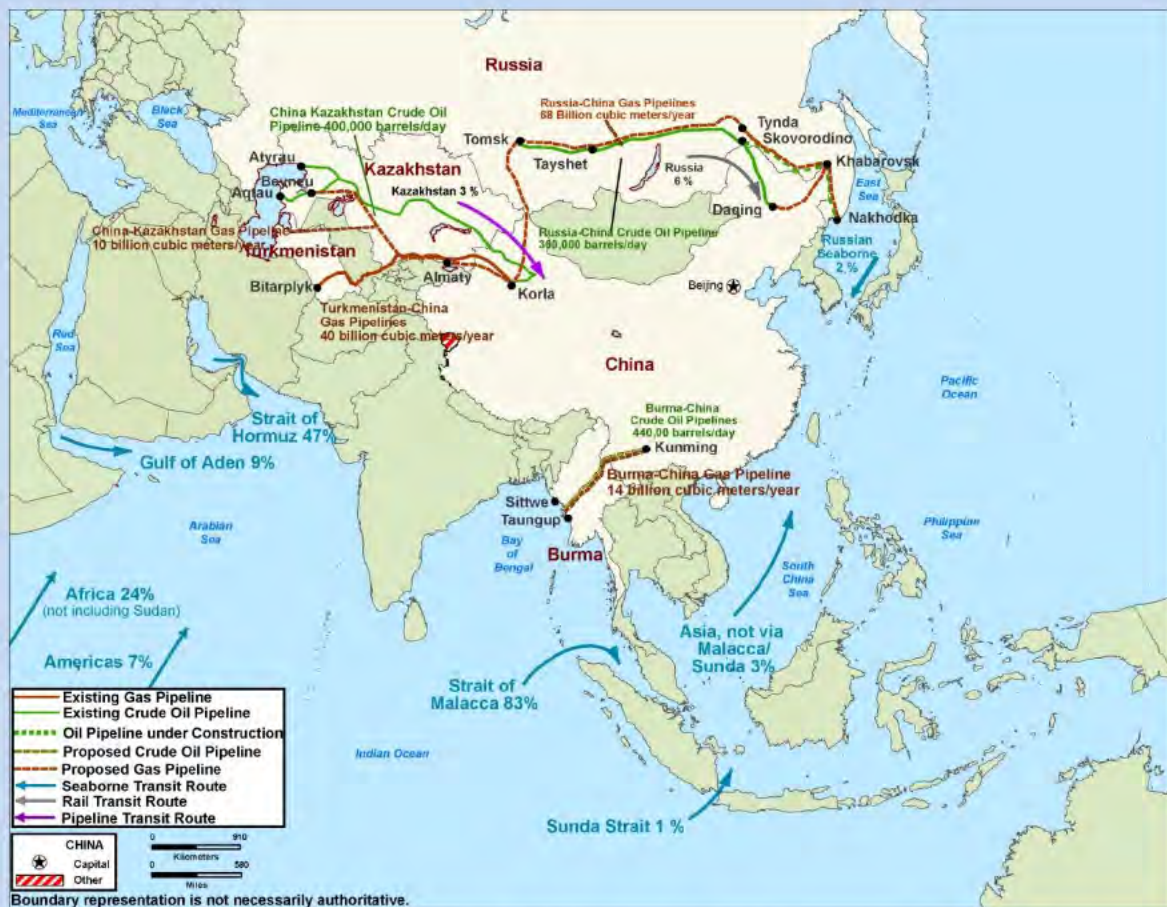 Russia
Mediterranean
Sea
Black
Sea
China Kazakhstan Crude Oil
Pipeline 400,000 barrels/day
Russia-China Gas Pipelines
68 Billion cubic meters/year
Tynda
Skovorodino
Tomsk
Tayshet
Khabarovsk
Atyrau
Kazakhstan
Beyneu
Aqtau
Kazakhstan 3 %
Russia
6 %
East
Sea
Daqing
Nakhodka
China-Kazakhstan Gas Pipeline
10 billion cubic meters/year
Turkmenistan
Russia-China Crude Oil Pipeline
300,000 barrels/day
Russian
Seaborne
2 %
Bitarplyk
Almaty
Korla
Beijng
Turkmenistan-China
Gas Pipelines
40 billion cubic meters/year
Red
Sea
China
Pacific
Ocean
Strait of
Hormuz 47%
Gulf of Aden 9%
Burma-China
Crude Oil Pipelines
440,00 barrels/day
Kunming
Burma-China Gas Pipeline
14 billion cubic meters/year
Sittwe
Taungup
Arabian
Sea
Bay
of
Bengal
Burma
Philippine
Sea
South
China
Sea
Africa 24%
(not including Sudan)
Americas 7%
Asia, not via
Malacca/
Sunda 3%
Strait of
Malacca 83%
Indian Ocean
Sunda Strait 1 %
Existing Gas Pipeline
Existing Crude Oil Pipeline
Oil Pipeline under Construction
Proposed Crude Oil Pipeline
Proposed Gas Pipeline
Seaborne Transit Route
Rail Transit Route
Pipeline Transit Route
CHINA
Capital
Other
0 910
Kilometers
0 580
Miles
Boundary representation is not necessarily authoritative.